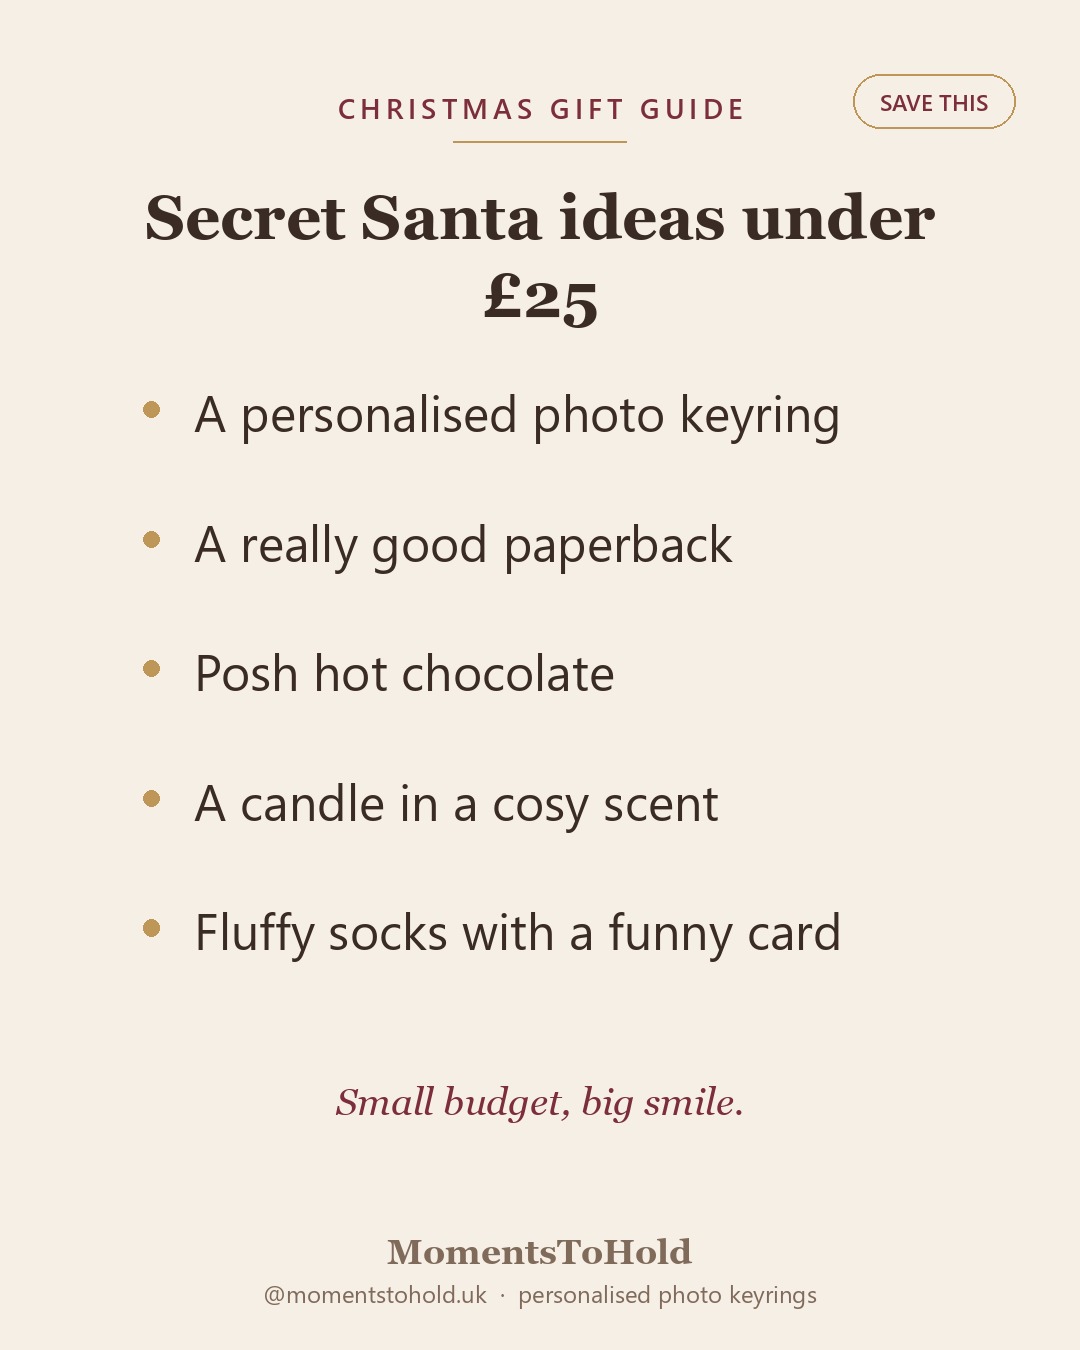 CHRISTMAS GIFT GUIDE
SAVE THIS
Secret Santa ideas under
£25
• A personalised photo keyring
• A really good paperback
• Posh hot chocolate
• A candle in a cosy scent
• Fluffy socks with a funny card
Small budget, big smile.
MomentsToHold
@momentstohold.uk · personalised photo keyrings